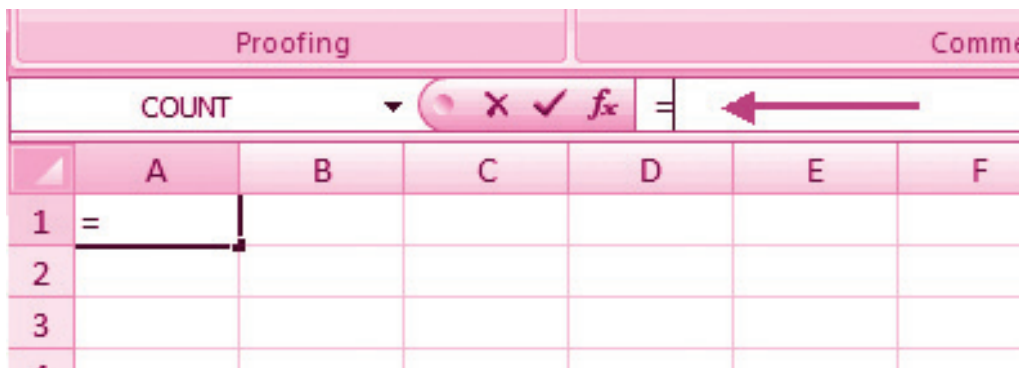 Proofing Comme
COUNT fx =
A B C D E F
1 =
2
3